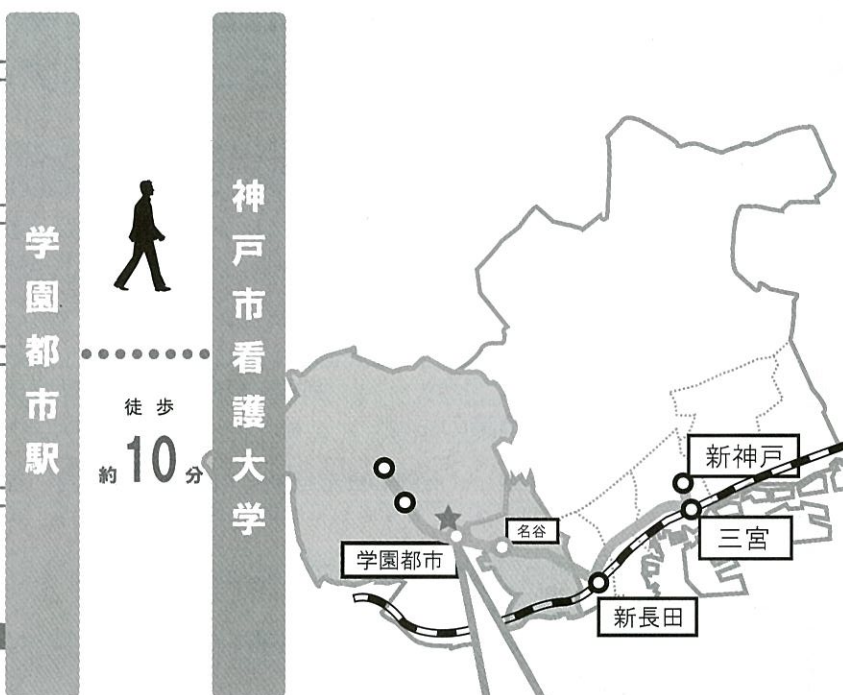 学園都市駅
徒歩
約10分
神戸市看護大学
新神戸
三宮
名谷
学園都市
新長田